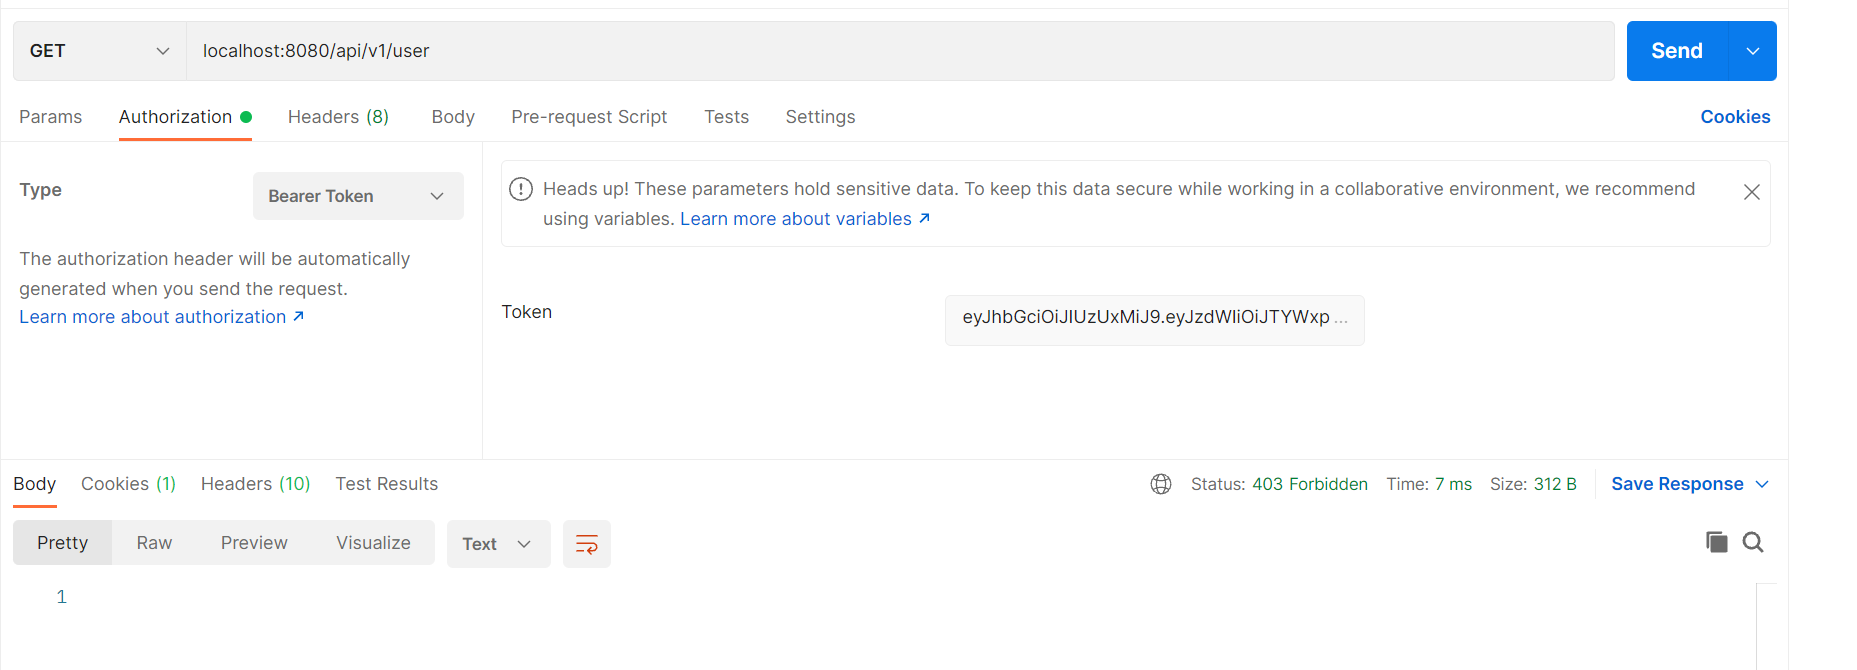 GET localhost:8080/api/v1/user Send
Params Authorization Headers (8) Body Pre-request Script Tests Settings Cookies
Type Bearer Token
The authorization header will be automatically
generated when you send the request.
Learn more about authorization ↗
Heads up! These parameters hold sensitive data. To keep this data secure while working in a collaborative environment, we recommend
using variables. Learn more about variables ↗
Token eyJhbGciOiJIUzUxMiJ9.eyJzdWIiOiJTYWxp ...
Body Cookies (1) Headers (10) Test Results Status: 403 Forbidden Time: 7 ms Size: 312 B Save Response
Pretty Raw Preview Visualize Text
1